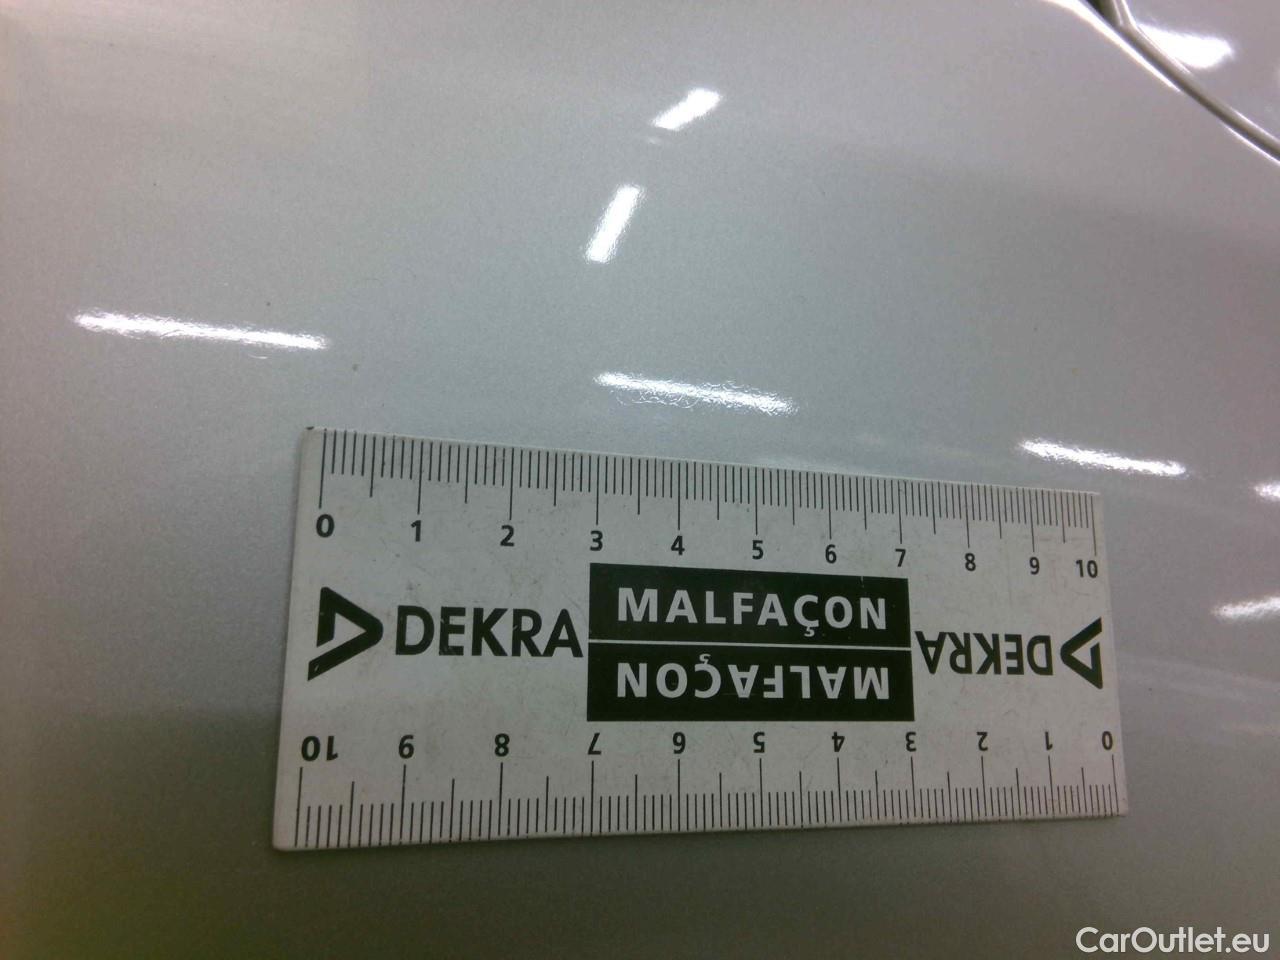 0 1 2 3 4 5 6 7 8 9 10
DEKRA MALFAÇON DEKRA
MALFAÇON
10 9 8 7 6 5 4 3 2 1 0
CarOutlet.eu